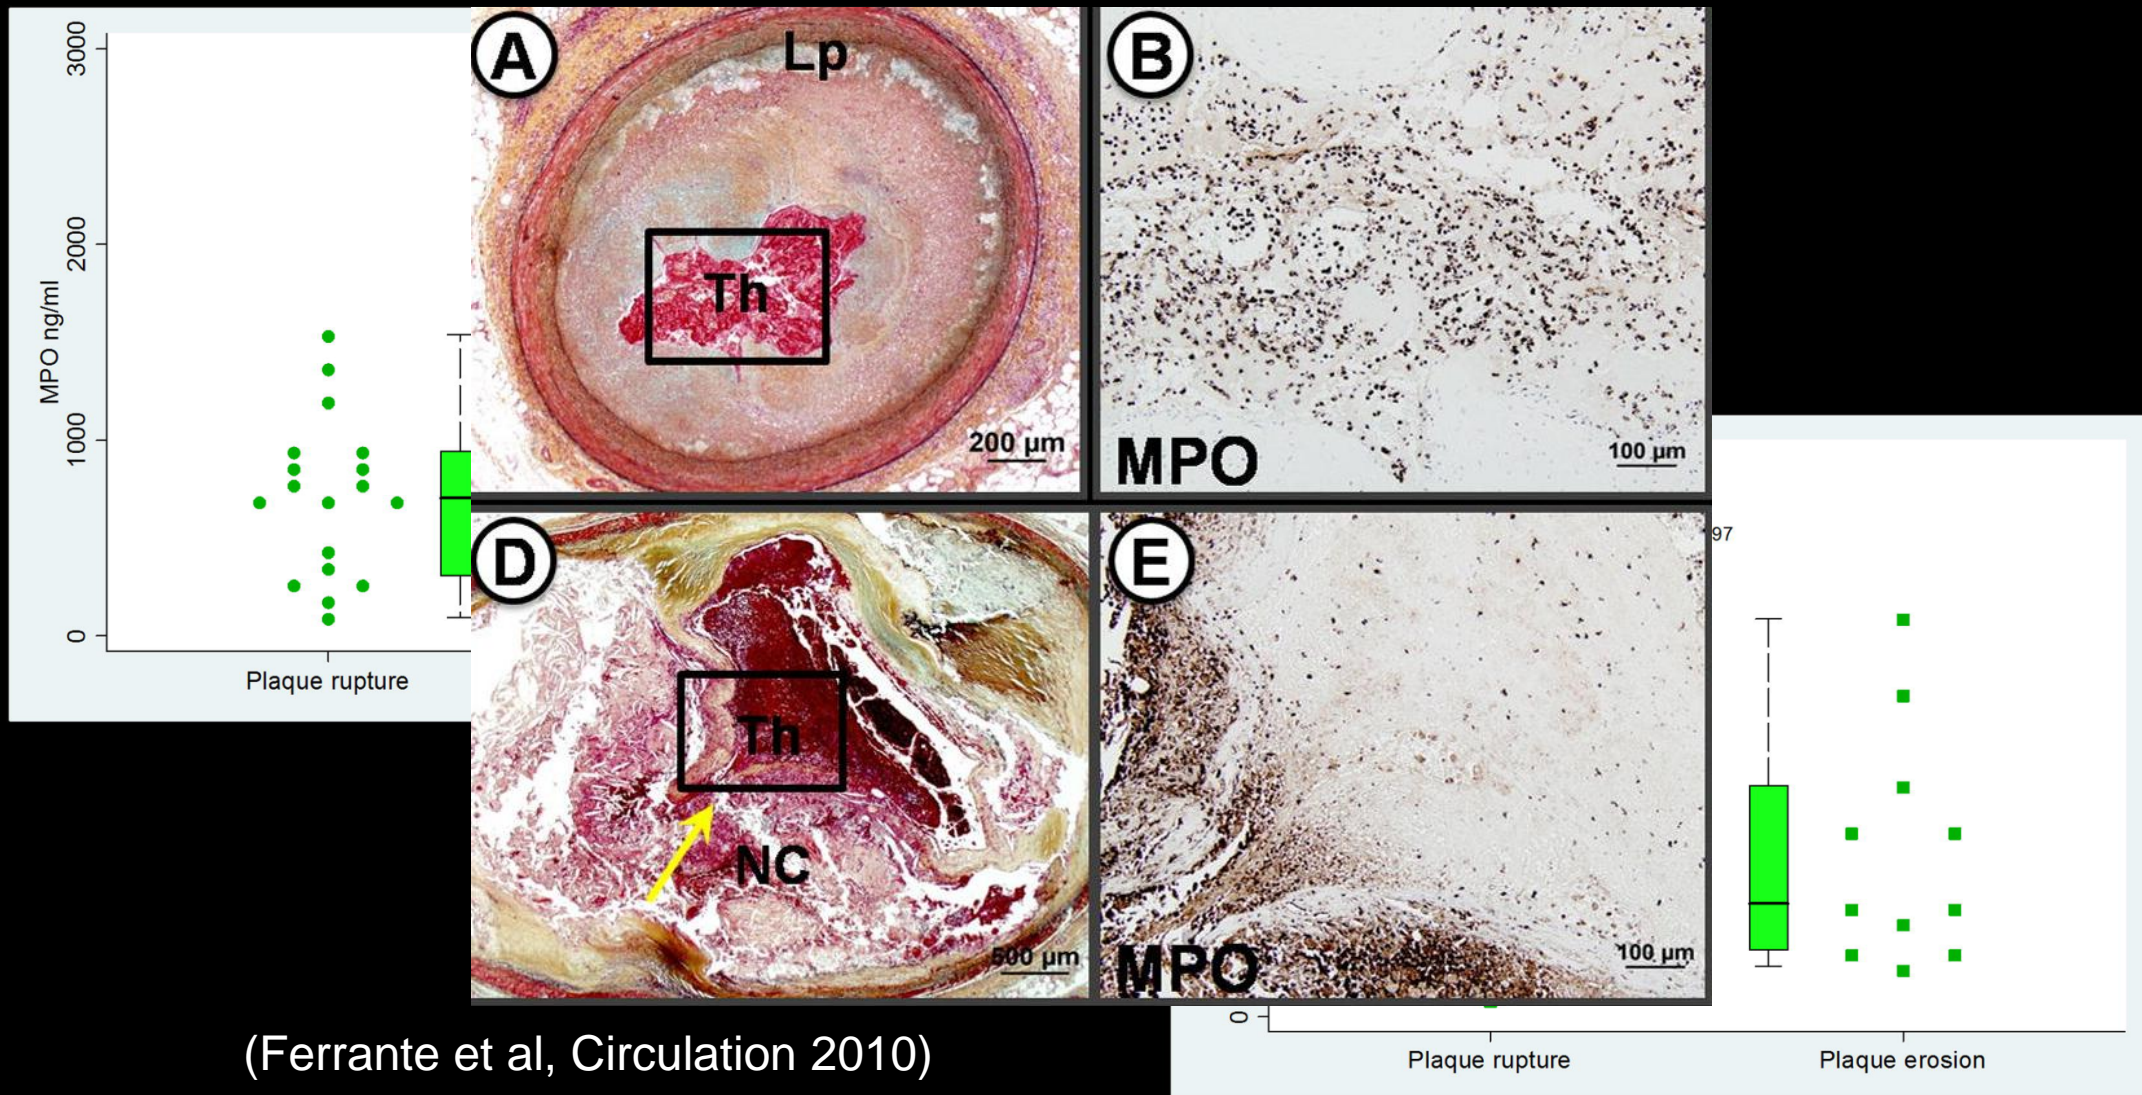 3000
2000
1000
0
MPO ng/ml
Plaque rupture
A
Lp
Th
200 µm
B
MPO
100 µm
D
Th
NC
500 µm
E
MPO
100 µm
97
0
Plaque rupture
Plaque erosion
(Ferrante et al, Circulation 2010)